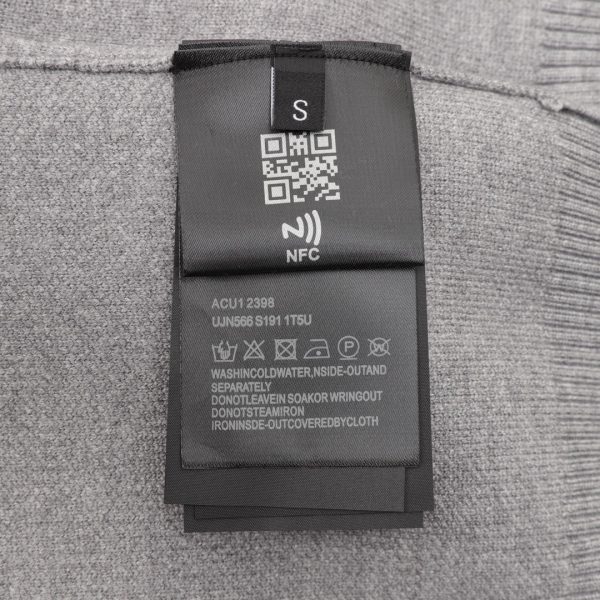 S
NFC
ACU1 2398
UJN566 S191 1T5U
WASHINCOLDWATER,NSIDE-OUTAND
SEPARATELY
DONOTLEAVEIN SOAKOR WRINGOUT
DONOTSTEAMIRON
IRONINSDE-OUTCOVEREDBYCLOTH